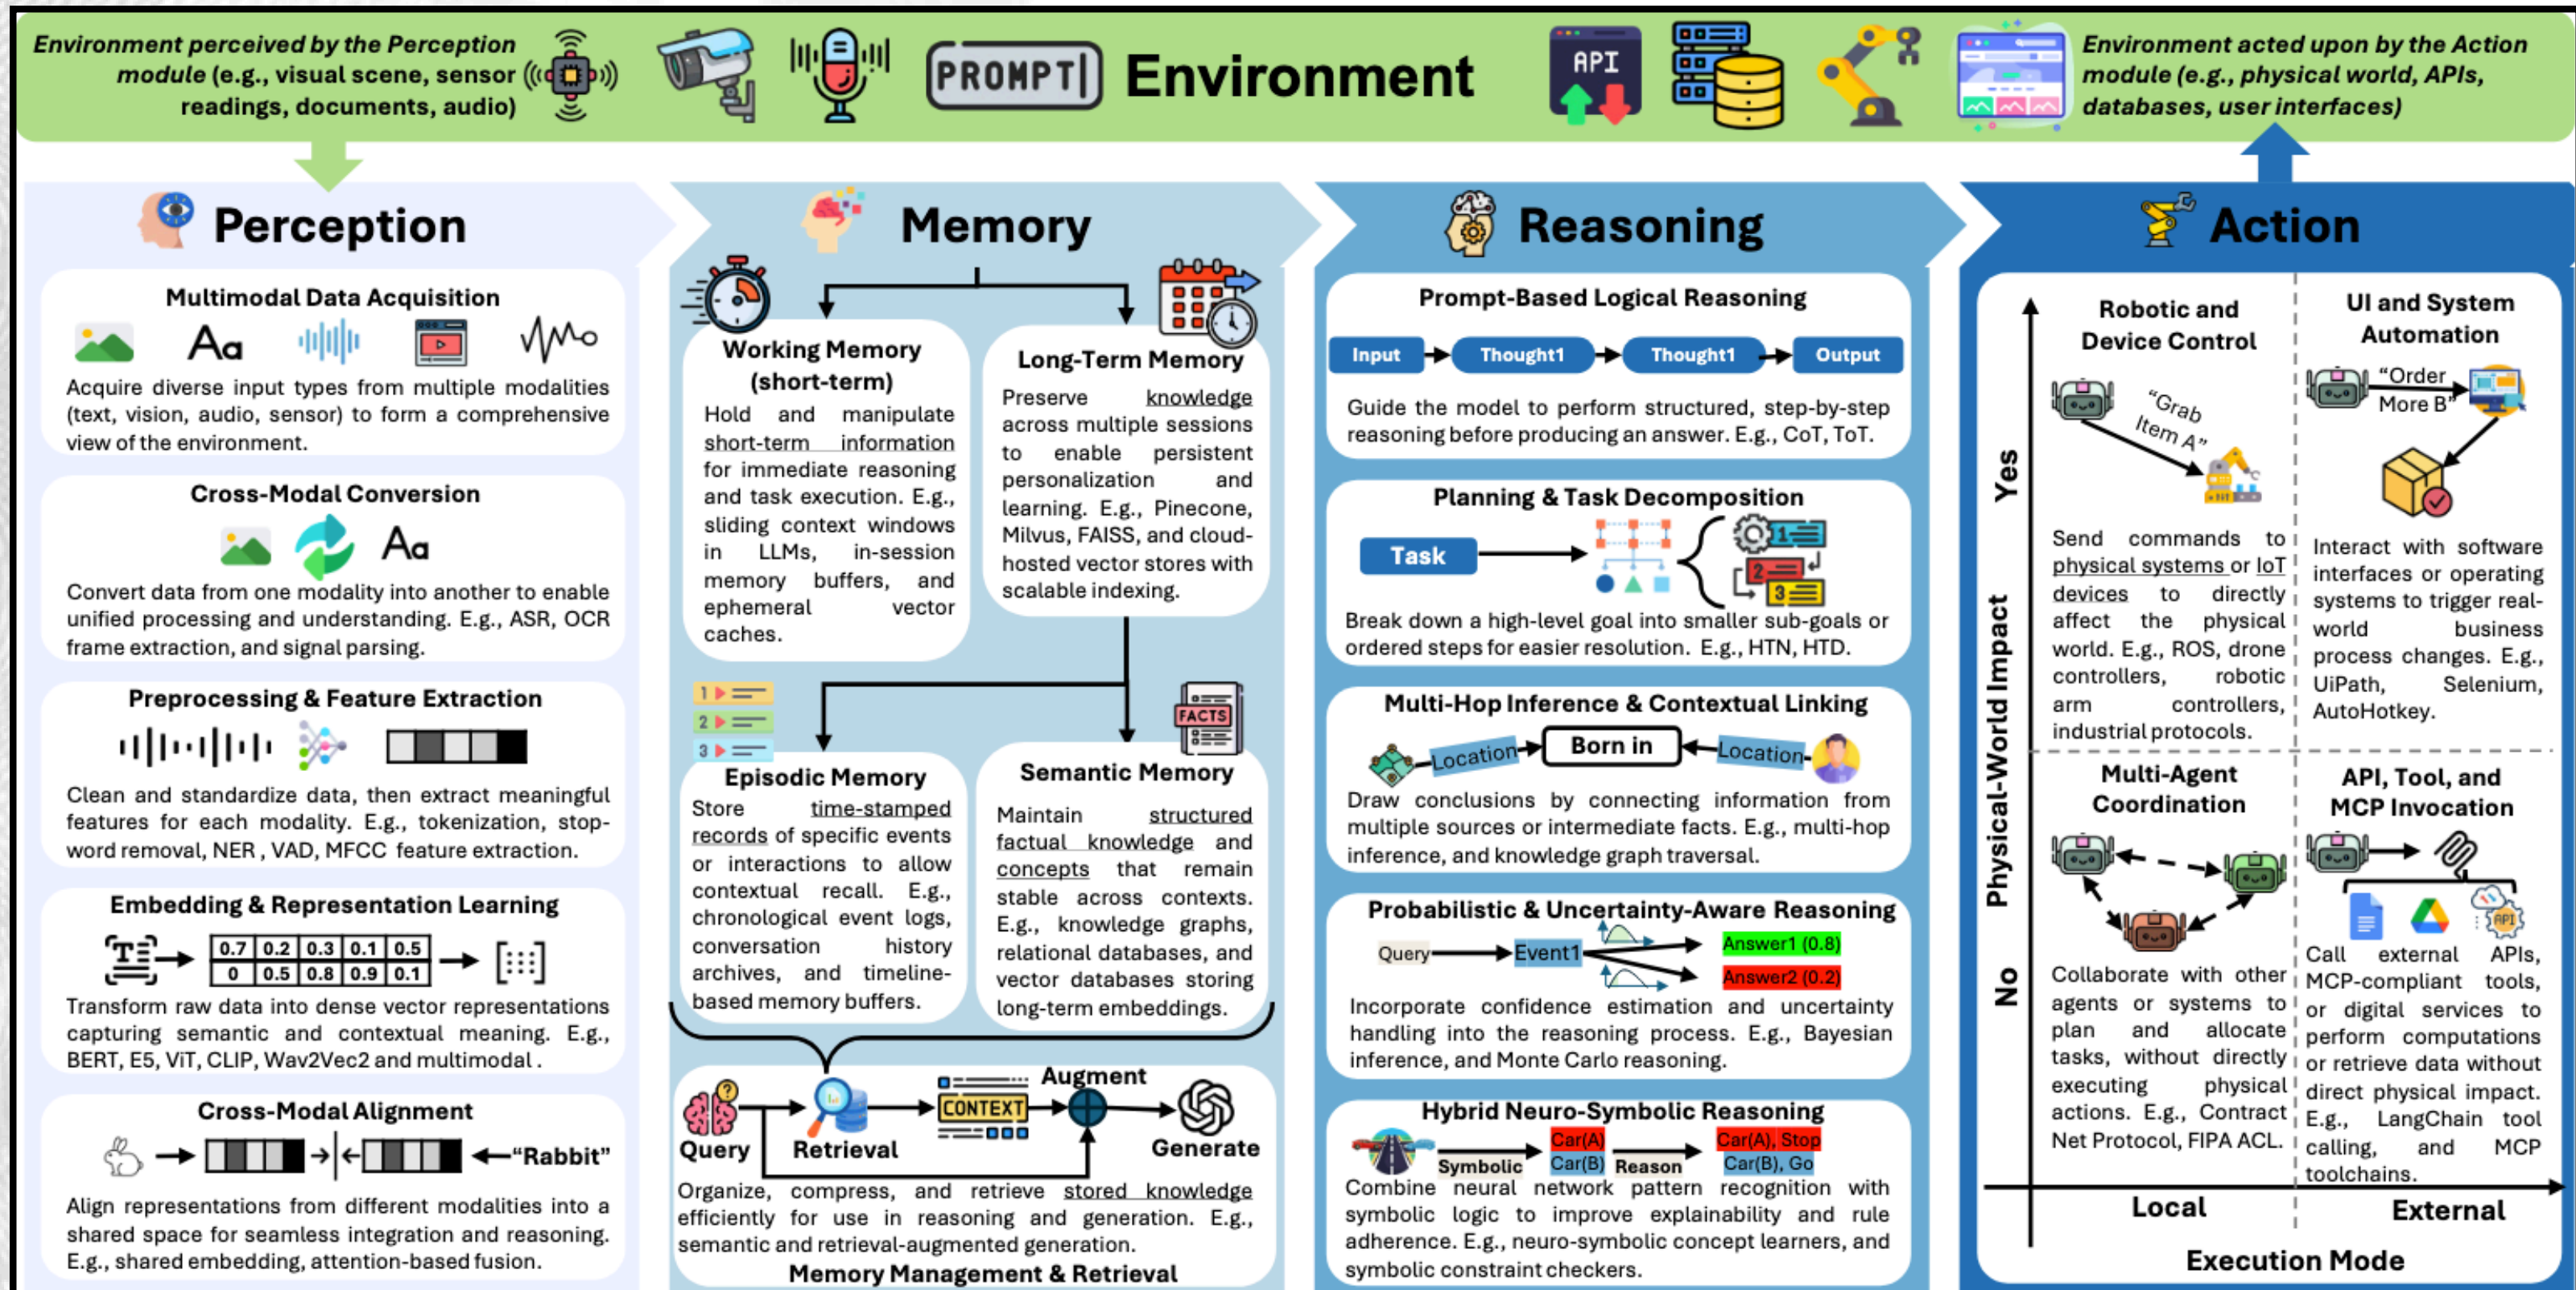 Environment perceived by the Perception
module (e.g., visual scene, sensor
readings, documents, audio)
PROMPT
Environment
API
Environment acted upon by the Action
module (e.g., physical world, APIs,
databases, user interfaces)
Perception
Multimodal Data Acquisition
Aa
Acquire diverse input types from multiple modalities
(text, vision, audio, sensor) to form a comprehensive
view of the environment.
Cross-Modal Conversion
Aa
Convert data from one modality into another to enable
unified processing and understanding. E.g., ASR, OCR
frame extraction, and signal parsing.
Preprocessing & Feature Extraction
Clean and standardize data, then extract meaningful
features for each modality. E.g., tokenization, stop-
word removal, NER , VAD, MFCC feature extraction.
Embedding & Representation Learning
T
0.7 0.2 0.3 0.1 0.5
0 0.5 0.8 0.9 0.1
Transform raw data into dense vector representations
capturing semantic and contextual meaning. E.g.,
BERT, E5, ViT, CLIP, Wav2Vec2 and multimodal .
Cross-Modal Alignment
“Rabbit”
Align representations from different modalities into a
shared space for seamless integration and reasoning.
E.g., shared embedding, attention-based fusion.
Memory
Working Memory
(short-term)
Hold and manipulate
short-term information
for immediate reasoning
and task execution. E.g.,
sliding context windows
in LLMs, in-session
memory buffers, and
ephemeral vector
caches.
Long-Term Memory
Preserve knowledge
across multiple sessions
to enable persistent
personalization and
learning. E.g., Pinecone,
Milvus, FAISS, and cloud-
hosted vector stores with
scalable indexing.
1
2
3
Episodic Memory
Store time-stamped
records of specific events
or interactions to allow
contextual recall. E.g.,
chronological event logs,
conversation history
archives, and timeline-
based memory buffers.
FACTS
Semantic Memory
Maintain structured
factual knowledge and
concepts that remain
stable across contexts.
E.g., knowledge graphs,
relational databases, and
vector databases storing
long-term embeddings.
?
Query
Retrieval
CONTEXT
Augment
Generate
Organize, compress, and retrieve stored knowledge
efficiently for use in reasoning and generation. E.g.,
semantic and retrieval-augmented generation.
Memory Management & Retrieval
Reasoning
Prompt-Based Logical Reasoning
Input
Thought1
Thought1
Output
Guide the model to perform structured, step-by-step
reasoning before producing an answer. E.g., CoT, ToT.
Planning & Task Decomposition
Task
1
2
3
Break down a high-level goal into smaller sub-goals or
ordered steps for easier resolution. E.g., HTN, HTD.
Multi-Hop Inference & Contextual Linking
Location
Born in
Location
Draw conclusions by connecting information from
multiple sources or intermediate facts. E.g., multi-hop
inference, and knowledge graph traversal.
Probabilistic & Uncertainty-Aware Reasoning
Query
Event1
Answer1 (0.8)
Answer2 (0.2)
Incorporate confidence estimation and uncertainty
handling into the reasoning process. E.g., Bayesian
inference, and Monte Carlo reasoning.
Hybrid Neuro-Symbolic Reasoning
Symbolic
Car(A)
Car(B)
Reason
Car(A), Stop
Car(B), Go
Combine neural network pattern recognition with
symbolic logic to improve explainability and rule
adherence. E.g., neuro-symbolic concept learners, and
symbolic constraint checkers.
Action
Physical-World Impact
Yes
No
Robotic and
Device Control
“Grab
Item A”
Send commands to
physical systems or IoT
devices to directly
affect the physical
world. E.g., ROS, drone
controllers, robotic
arm controllers,
industrial protocols.
UI and System
Automation
“Order
More B”
Interact with software
interfaces or operating
systems to trigger real-
world business
process changes. E.g.,
UiPath, Selenium,
AutoHotkey.
Multi-Agent
Coordination
Collaborate with other
agents or systems to
plan and allocate
tasks, without directly
executing physical
actions. E.g., Contract
Net Protocol, FIPA ACL.
API, Tool, and
MCP Invocation
API
Call external APIs,
MCP-compliant tools,
or digital services to
perform computations
or retrieve data without
direct physical impact.
E.g., LangChain tool
calling, and MCP
toolchains.
Local
External
Execution Mode